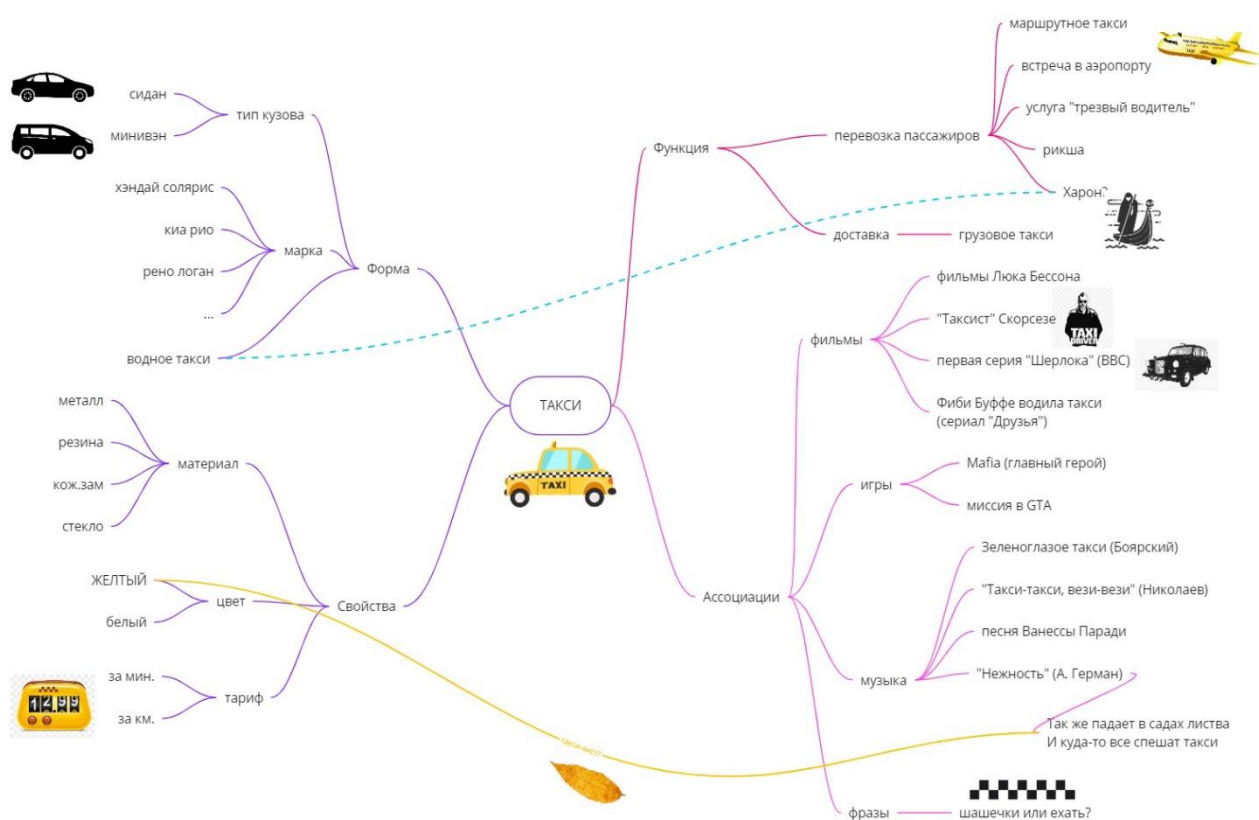 ТАКСИ
TAXI
Форма
тип кузова
сидан
минивэн
марка
хэндай солярис
киа рио
рено логан
...
водное такси
Свойства
материал
металл
резина
кож.зам
стекло
цвет
ЖЕЛТЫЙ
белый
тариф
за мин.
за км.
12.99
Функция
перевозка пассажиров
маршрутное такси
встреча в аэропорту
услуга "трезвый водитель"
рикша
Харон?
доставка
грузовое такси
Ассоциации
фильмы
фильмы Люка Бессона
"Таксист" Скорсезе
TAXI
DRIVER
первая серия "Шерлока" (BBC)
Фиби Буффе водила такси
(сериал "Друзья")
игры
Mafia (главный герой)
миссия в GTA
музыка
Зеленоглазое такси (Боярский)
"Такси-такси, вези-вези" (Николаев)
песня Ванессы Паради
"Нежность" (А. Герман)
Так же падает в садах листва
И куда-то все спешат такси
такси-лист?
фразы
шашечки или ехать?